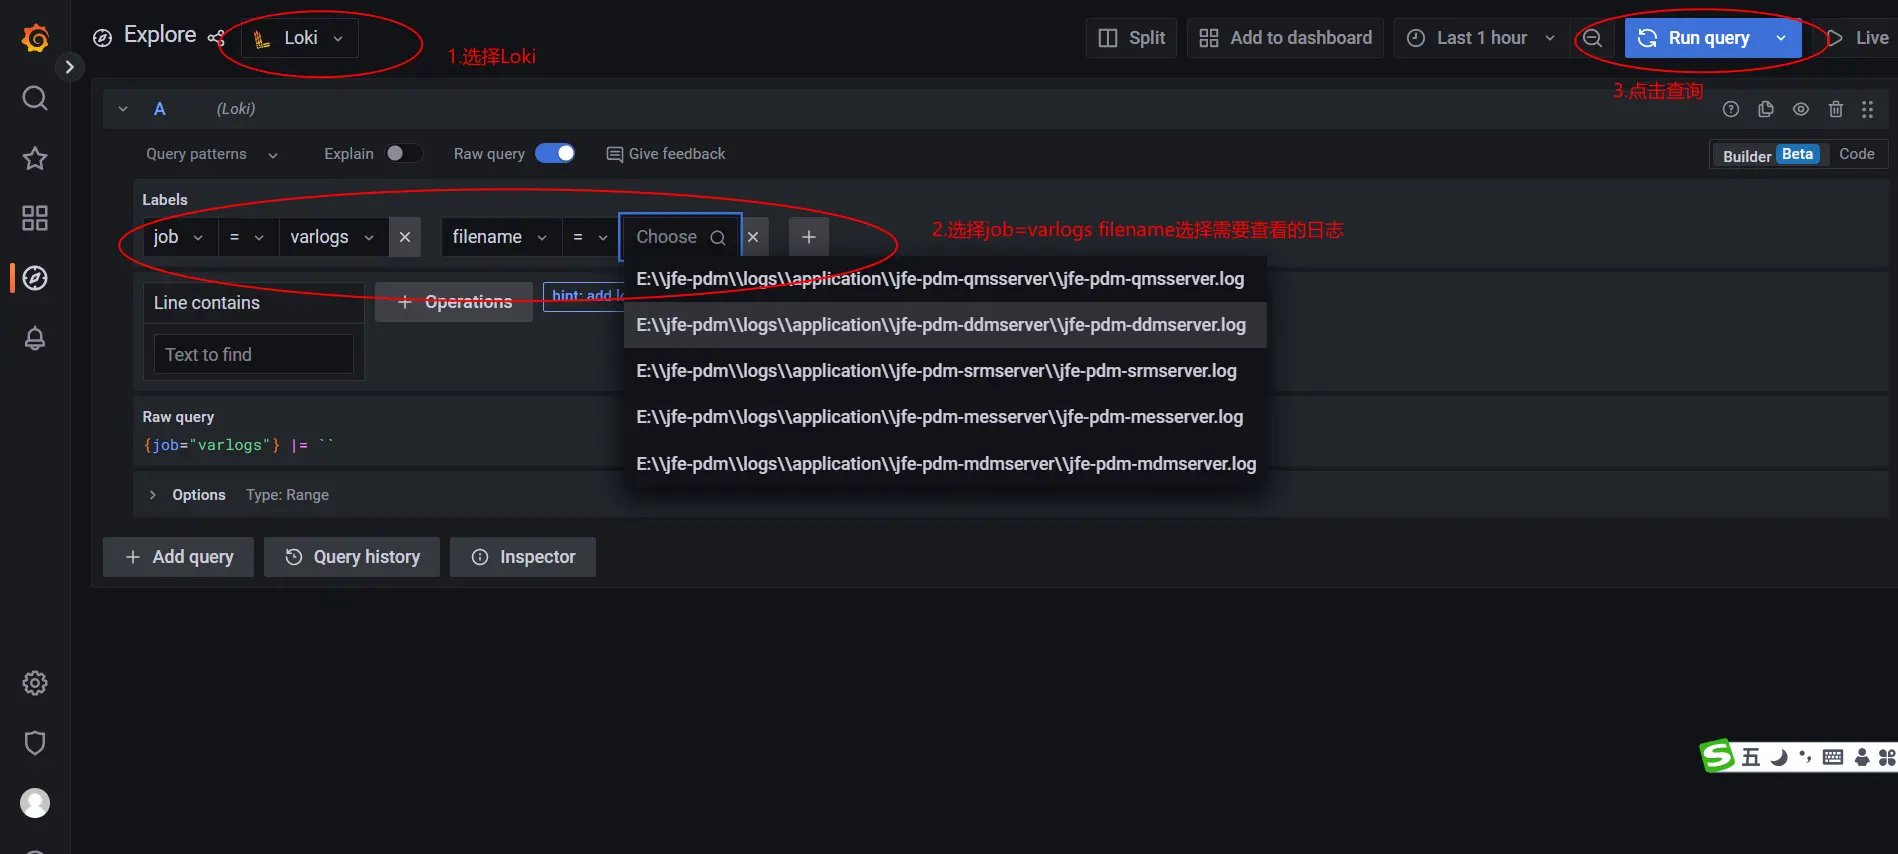 Explore
Loki
1.选择Loki
Split
Add to dashboard
Last 1 hour
Run query
Live
3.点击查询
A
(Loki)
Query patterns
Explain
Raw query
Give feedback
Builder
Beta
Code
Labels
job
=
varlogs
filename
=
Choose
2.选择job=varlogs filename选择需要查看的日志
E:\\jfe-pdm\\logs\\application\\jfe-pdm-qmsserver\\jfe-pdm-qmsserver.log
Line contains
Operations
hint: add
E:\\jfe-pdm\\logs\\application\\jfe-pdm-ddmserver\\jfe-pdm-ddmserver.log
Text to find
E:\\jfe-pdm\\logs\\application\\jfe-pdm-srmserver\\jfe-pdm-srmserver.log
Raw query
E:\\jfe-pdm\\logs\\application\\jfe-pdm-messerver\\jfe-pdm-messerver.log
{job="varlogs"} |= ``
E:\\jfe-pdm\\logs\\application\\jfe-pdm-mdmserver\\jfe-pdm-mdmserver.log
Options
Type: Range
Add query
Query history
Inspector
五